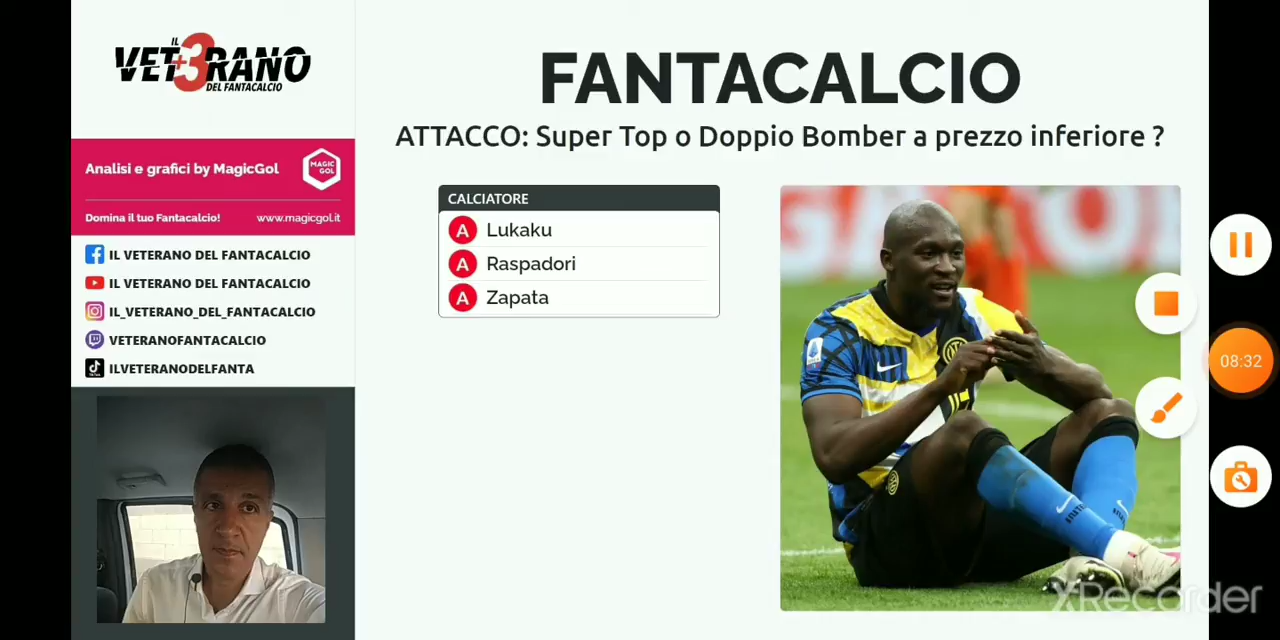 IL
VET+3RANO
DEL FANTACALCIO
Analisi e grafici by MagicGol
MAGIC
GOL
Domina il tuo Fantacalcio!
www.magicgol.it
IL VETERANO DEL FANTACALCIO
IL VETERANO DEL FANTACALCIO
IL_VETERANO_DEL_FANTACALCIO
VETERANOFANTACALCIO
ILVETERANODELFANTA
FANTACALCIO
ATTACCO: Super Top o Doppio Bomber a prezzo inferiore ?
CALCIATORE
A Lukaku
A Raspadori
A Zapata
08:32
XRecorder